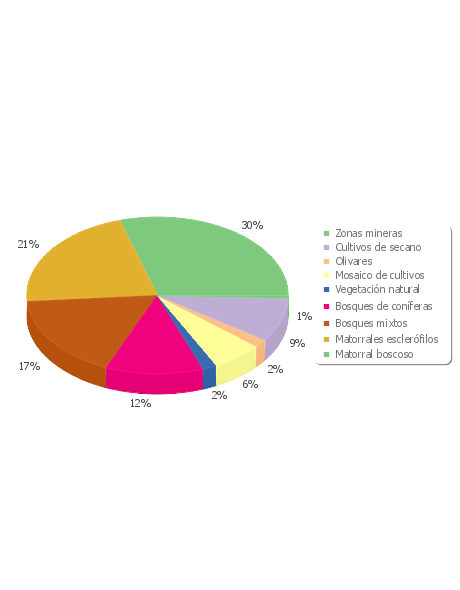 30%
21%
1%
9%
2%
6%
2%
12%
17%
Zonas mineras
Cultivos de secano
Olivares
Mosaico de cultivos
Vegetación natural
Bosques de coníferas
Bosques mixtos
Matorrales esclerófilos
Matorral boscoso